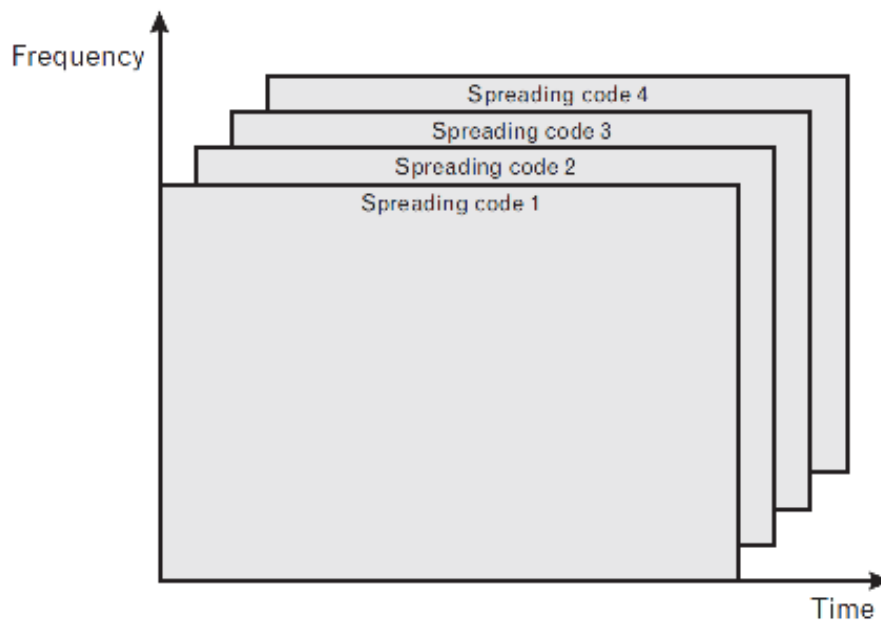 Frequency
Spreading code 4
Spreading code 3
Spreading code 2
Spreading code 1
Time